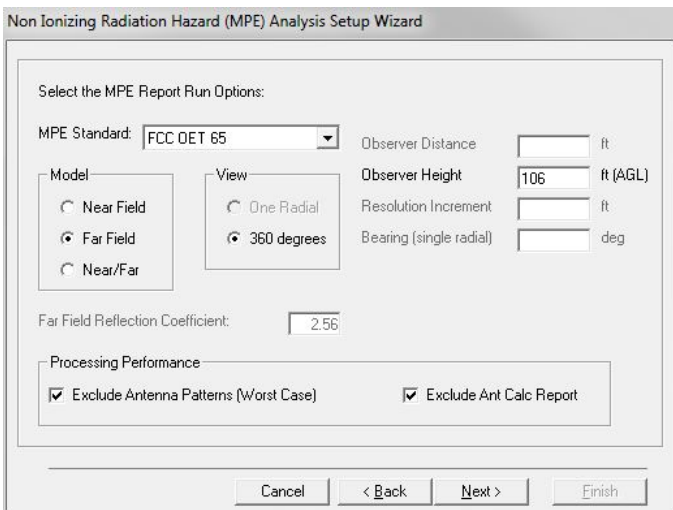 Non Ionizing Radiation Hazard (MPE) Analysis Setup Wizard
Select the MPE Report Run Options:
MPE Standard: FCC OET 65
Observer Distance ft
Model
View
Observer Height 106 ft (AGL)
Near Field
One Radial
Resolution Increment ft
Far Field
360 degrees
Bearing (single radial) deg
Near/Far
Far Field Reflection Coefficient: 2.56
Processing Performance
Exclude Antenna Patterns (Worst Case) Exclude Ant Calc Report
Cancel < Back Next > Finish